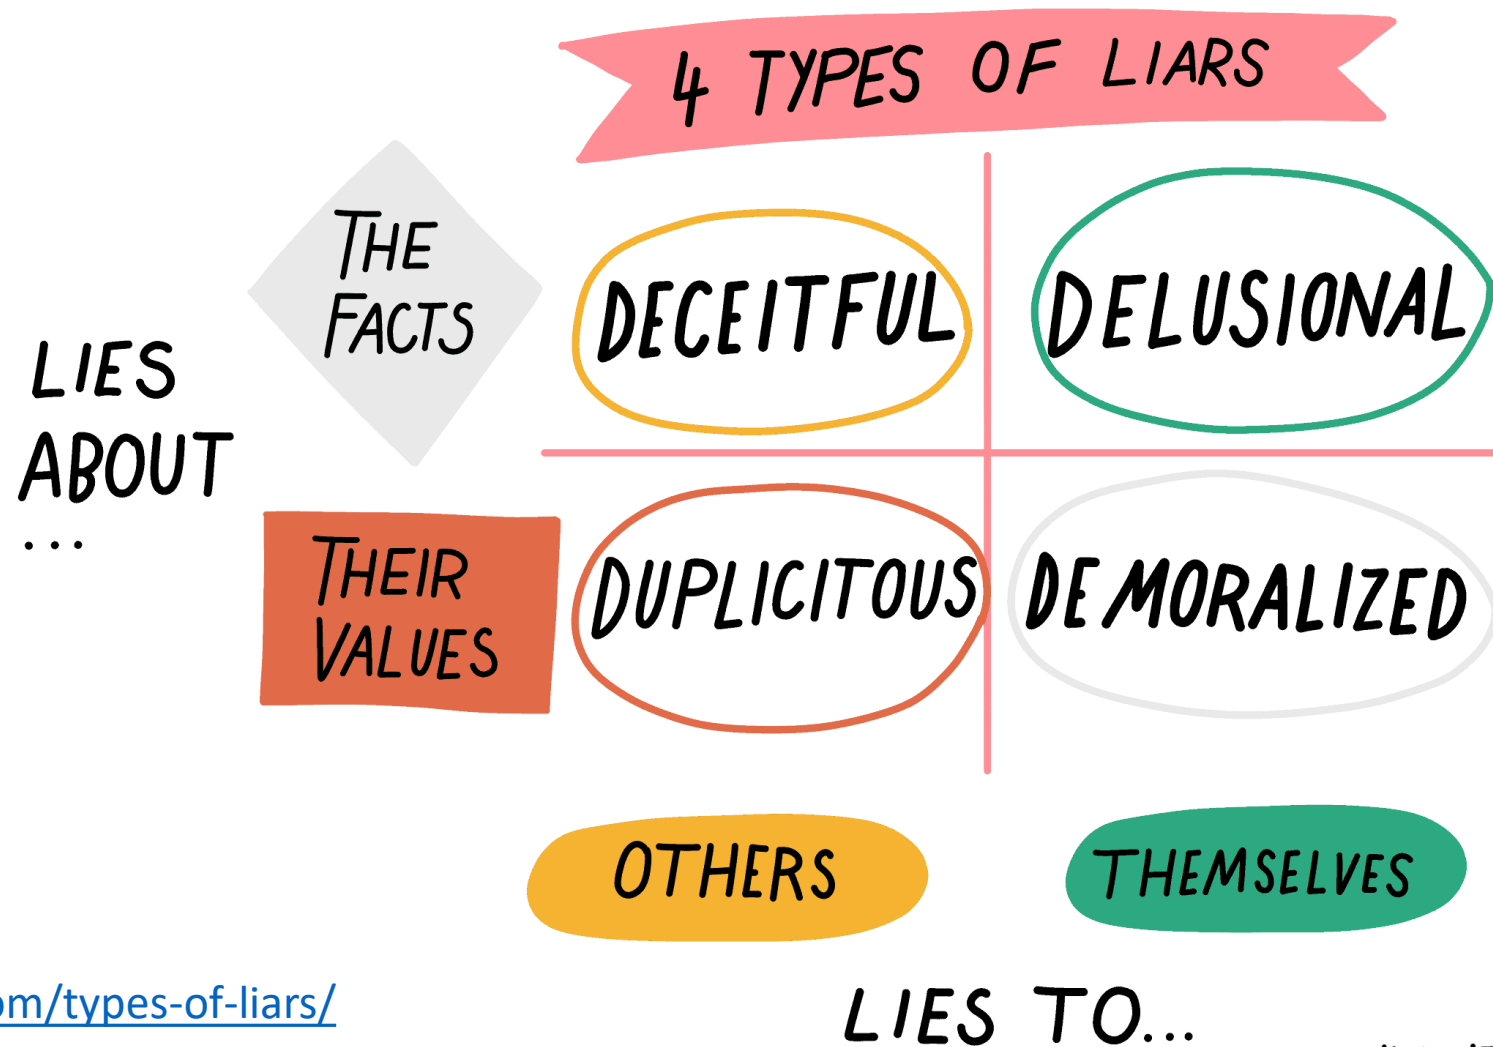 4 TYPES OF LIARS
THE
FACTS
DECEITFUL
DELUSIONAL
LIES
ABOUT
...
THEIR
VALUES
DUPLICITOUS
DEMORALIZED
OTHERS
THEMSELVES
om/types-of-liars/
LIES TO...